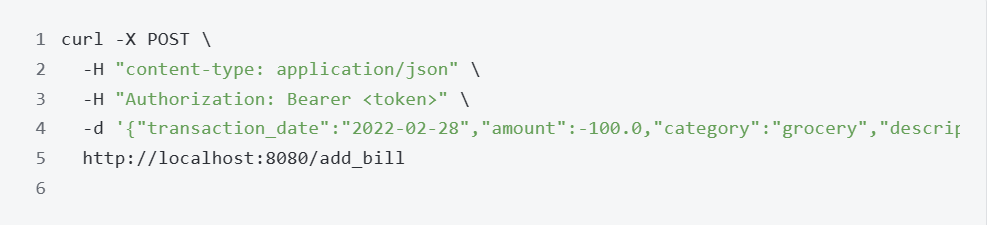 1 curl -X POST \
2 -H "content-type: application/json" \
3 -H "Authorization: Bearer <token>" \
4 -d '{"transaction_date":"2022-02-28","amount":-100.0,"category":"grocery","descrip
5 http://localhost:8080/add_bill
6